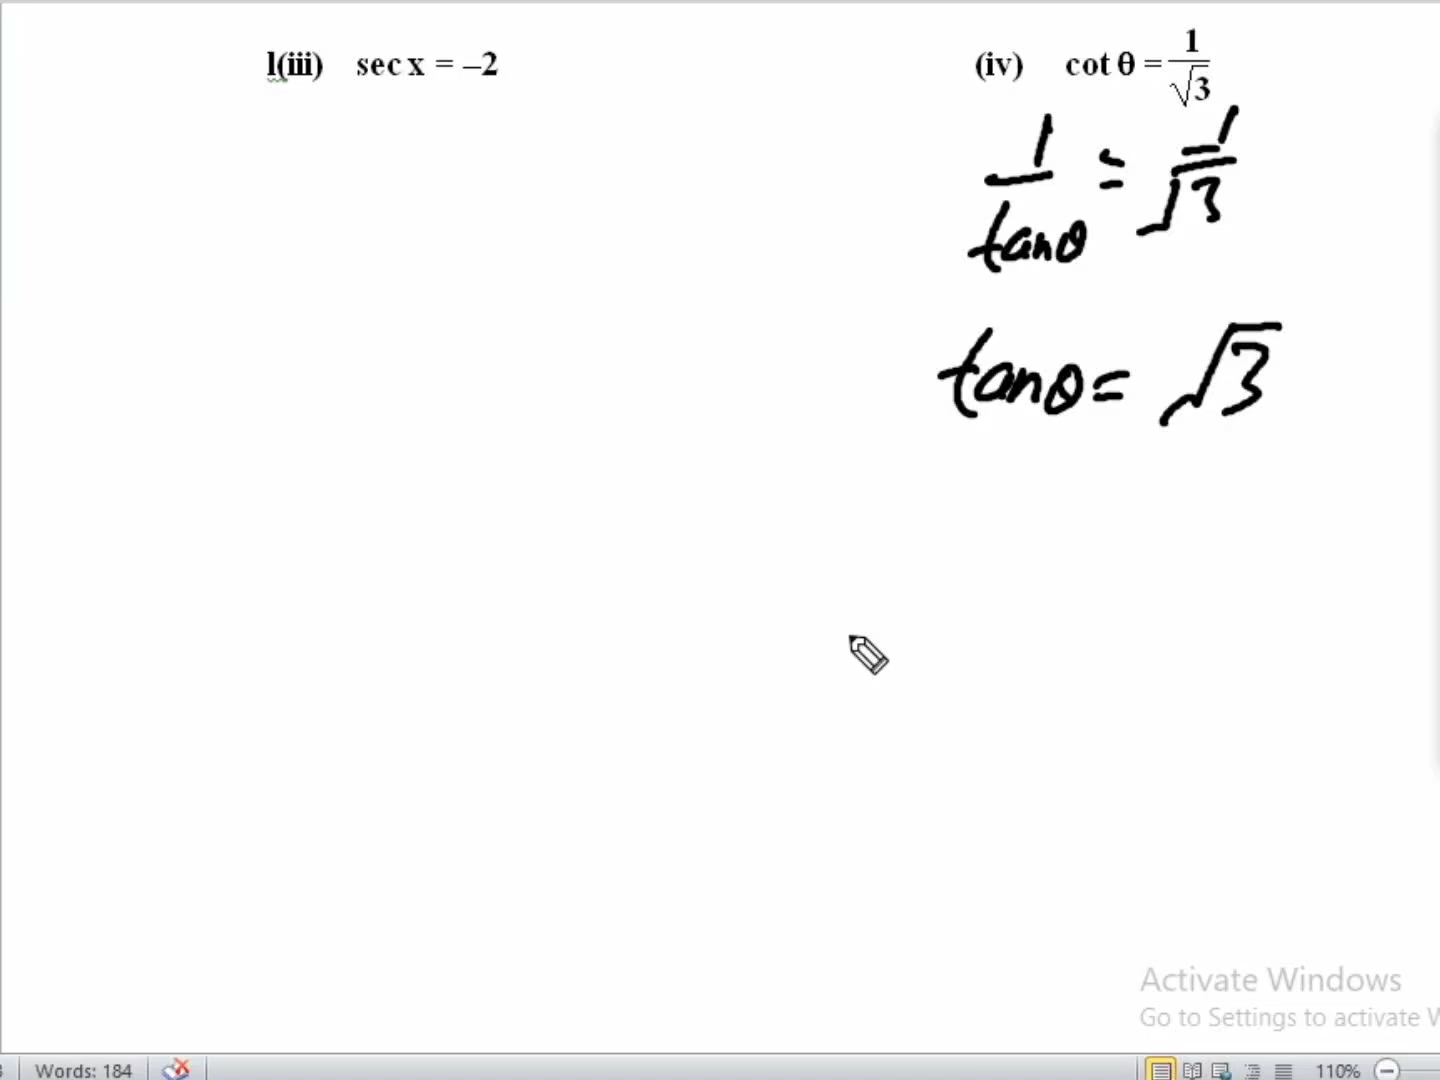 l(iii) sec x = –2
(iv) cot θ = 1/√3
1/tanθ = 1/√3
tanθ = √3
Activate Windows
Go to Settings to activate W
Words: 184
110%